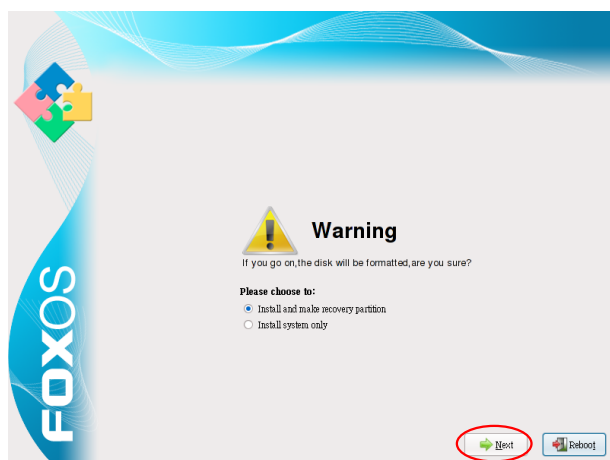 FOXOS
Warning
If you go on,the disk will be formatted,are you sure?
Please choose to:
Install and make recovery partition
Install system only
Next
Reboot